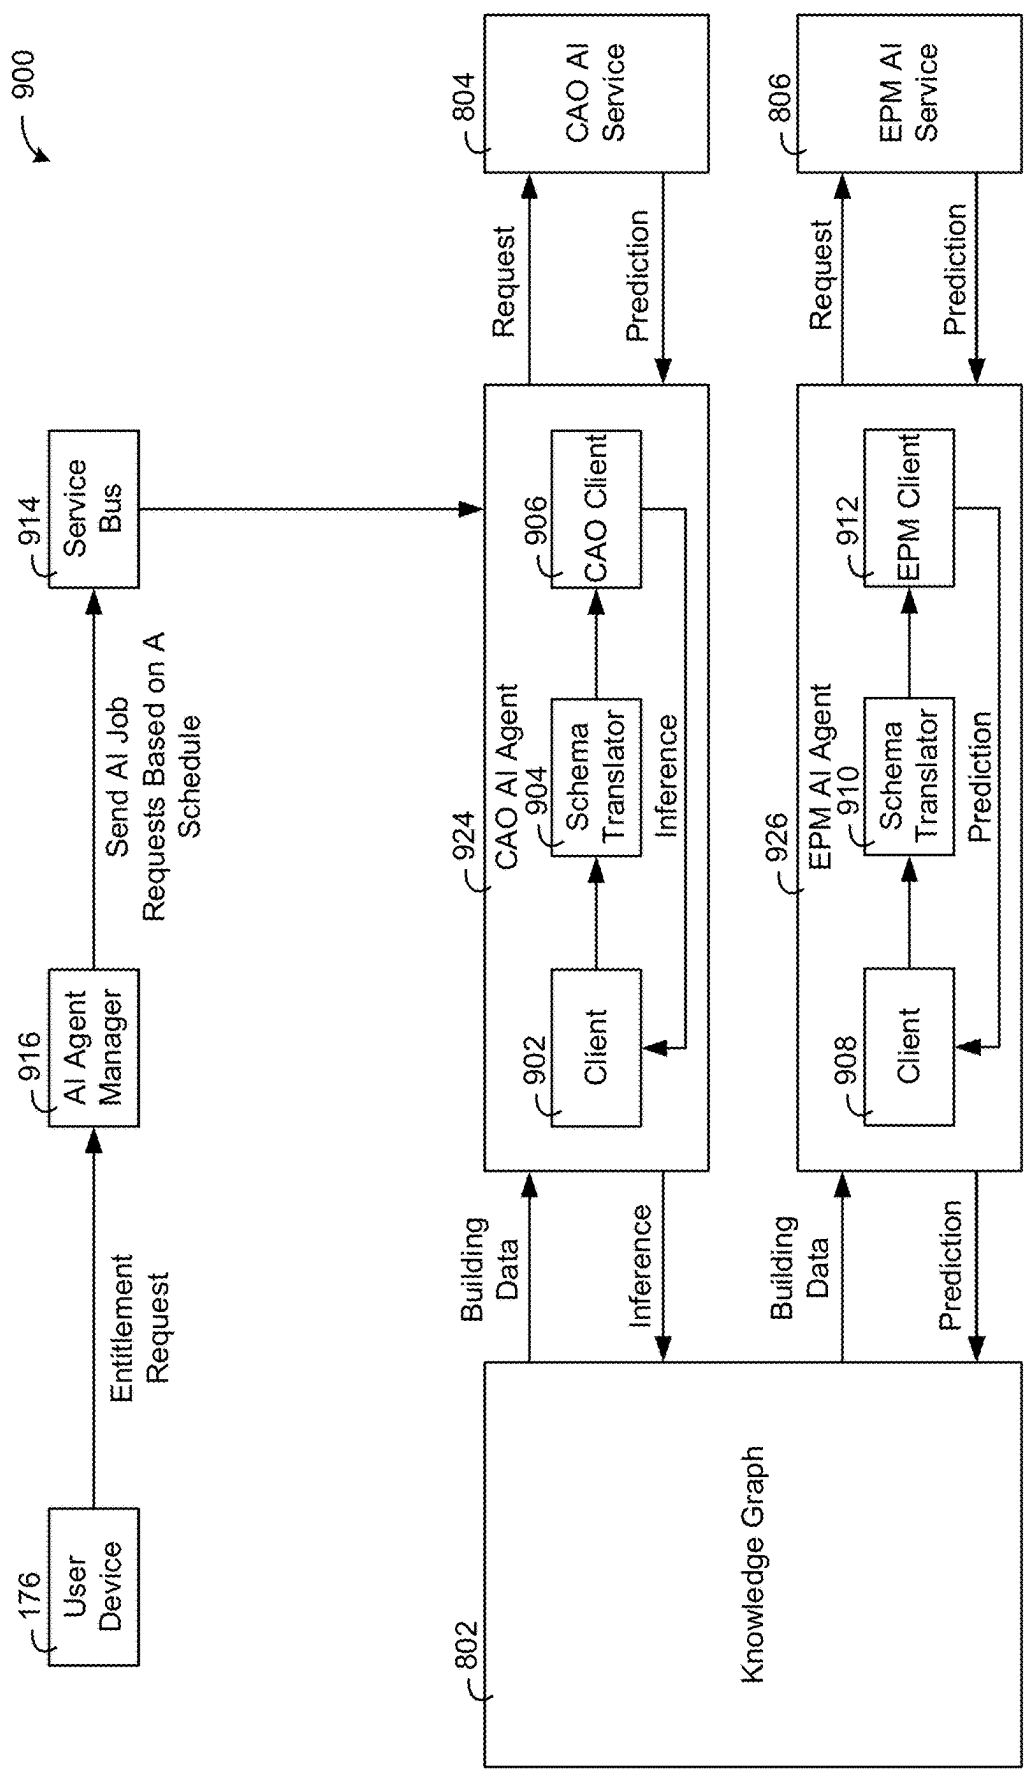 900
176
User
Device
Entitlement
Request
916
AI Agent
Manager
Send AI Job
Requests Based on A
Schedule
914
Service
Bus
802
Knowledge Graph
Building
Data
Inference
924
CAO AI Agent
902
Client
904
Schema
Translator
906
CAO Client
Inference
Request
Prediction
804
CAO AI
Service
Building
Data
Prediction
926
EPM AI Agent
908
Client
910
Schema
Translator
912
EPM Client
Prediction
Request
Prediction
806
EPM AI
Service